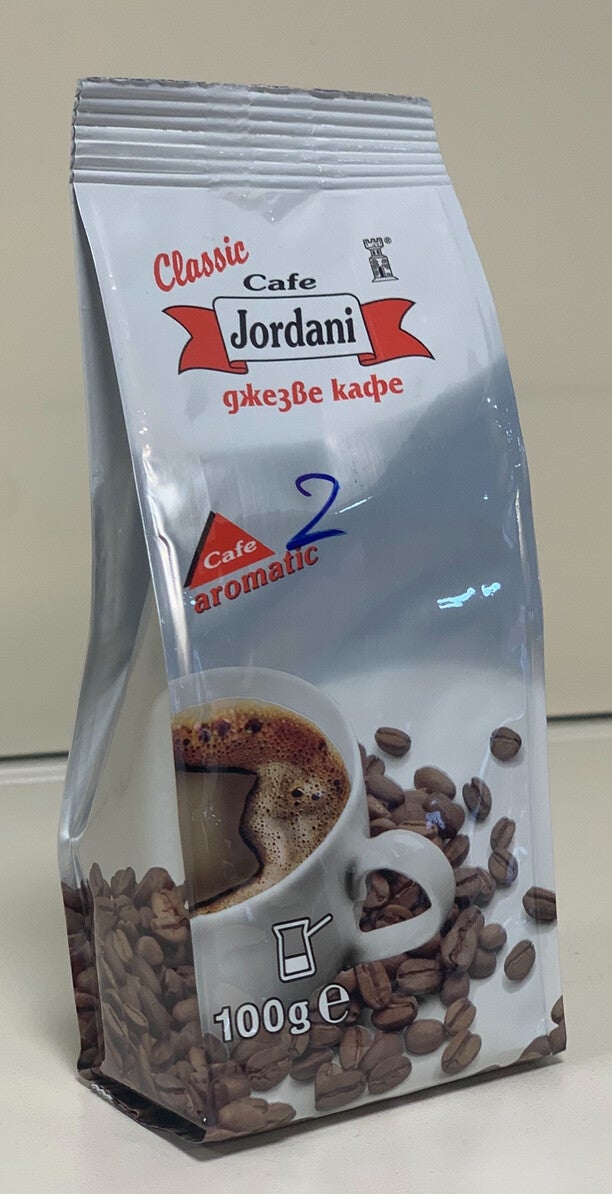 Classic
Cafe
Jordani
джезве кафе
2
Cafe
aromatic
100g e